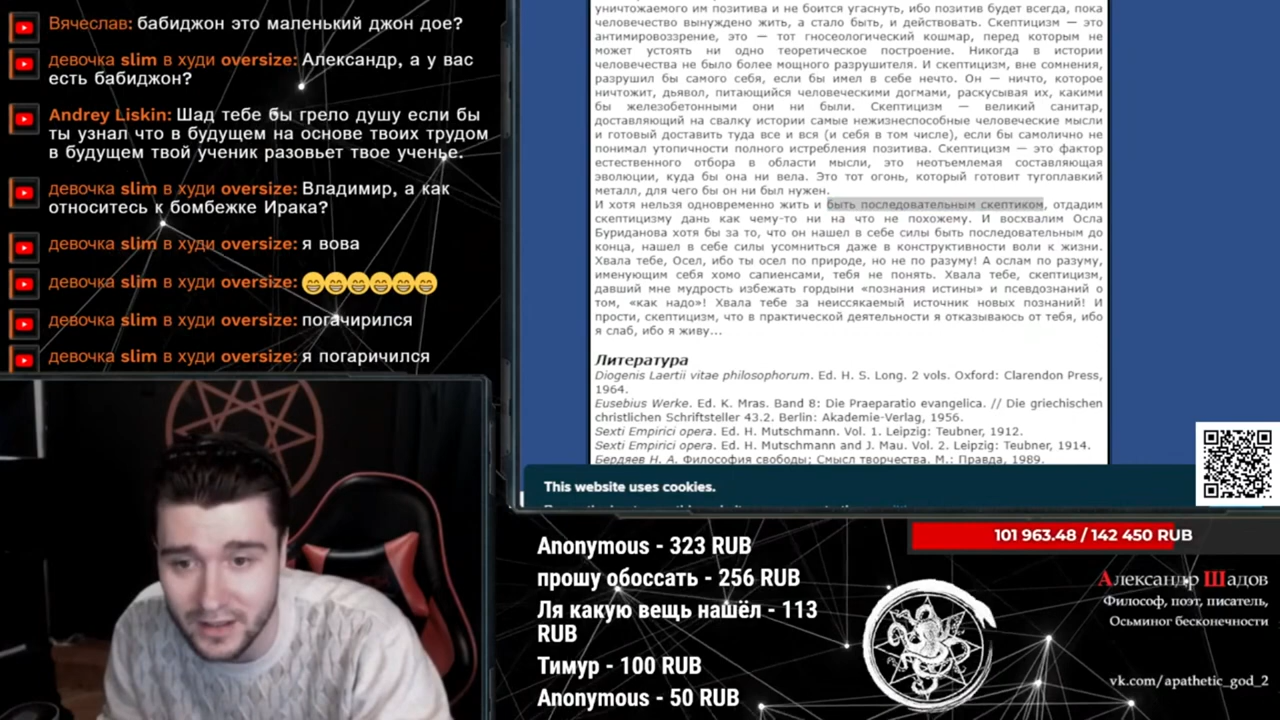 Вячеслав: бабиджон это маленький джон дое?
девочка slim в худи oversize: Александр, а у вас
есть бабиджон?
Andrey Liskin: Шад тебе бы грело душу если бы
ты узнал что в будущем на основе твоих трудом
в будущем твой ученик разовьет твое ученье.
девочка slim в худи oversize: Владимир, а как
относитесь к бомбежке Ирака?
девочка slim в худи oversize: я вова
девочка slim в худи oversize: 😄😄😄😄😄😄
девочка slim в худи oversize: погачирился
девочка slim в худи oversize: я погаричился
уничтожаемого им позитива и не боится угаснуть, ибо позитив будет всегда, пока
человечество вынуждено жить, а стало быть, и действовать. Скептицизм — это
антимировоззрение, это — тот гносеологический кошмар, перед которым не
может устоять ни одно теоретическое построение. Никогда в истории
человечества не было более мощного разрушителя. И скептицизм, вне сомнения,
разрушил бы самого себя, если бы имел в себе нечто. Он — ничто, которое
ничтожит, дьявол, питающийся человеческими догмами, раскусывая их, какими
бы железобетонными они ни были. Скептицизм — великий санитар,
доставляющий на свалку истории самые нежизнеспособные человеческие мысли
и готовый доставить туда все и вся (и себя в том числе), если бы самолично не
понимал утопичности полного истребления позитива. Скептицизм — это фактор
естественного отбора в области мысли, это неотъемлемая составляющая
эволюции, куда бы она ни вела. Это тот огонь, который готовит тугоплавкий
металл, для чего бы он ни был нужен.
И хотя нельзя одновременно жить и быть последовательным скептиком, отдадим
скептицизму дань как чему-то ни на что не похожему. И восхвалим Осла
Буриданова хотя бы за то, что он нашел в себе силы быть последовательным до
конца, нашел в себе силы усомниться даже в конструктивности воли к жизни.
Хвала тебе, Осел, ибо ты осел по природе, но не по разуму! А ослам по разуму,
именующим себя хомо сапиенсами, тебя не понять. Хвала тебе, скептицизм,
давший мне мудрость избежать гордыни «познания истины» и псевдознаний о
том, «как надо»! Хвала тебе за неиссякаемый источник новых познаний! И
прости, скептицизм, что в практической деятельности я отказываюсь от тебя, ибо
я слаб, ибо я живу...
Литература
Diogenis Laertii vitae philosophorum. Ed. H. S. Long. 2 vols. Oxford: Clarendon Press,
1964.
Eusebius Werke. Ed. K. Mras. Band 8: Die Praeparatio evangelica. // Die griechischen
christlichen Schriftsteller 43.2. Berlin: Akademie-Verlag, 1956.
Sexti Empirici opera. Ed. H. Mutschmann. Vol. 1. Leipzig: Teubner, 1912.
Sexti Empirici opera. Ed. H. Mutschmann and J. Mau. Vol. 2. Leipzig: Teubner, 1914.
Бердяев Н. А. Философия свободы; Смысл творчества. М.: Правда, 1989.
This website uses cookies.
Anonymous - 323 RUB
прошу обоссать - 256 RUB
Ля какую вещь нашёл - 113
RUB
Тимур - 100 RUB
Anonymous - 50 RUB
101 963.48 / 142 450 RUB
Александр Шадов
Философ, поэт, писатель,
Осьминог бесконечности
vk.com/apathetic_god_2